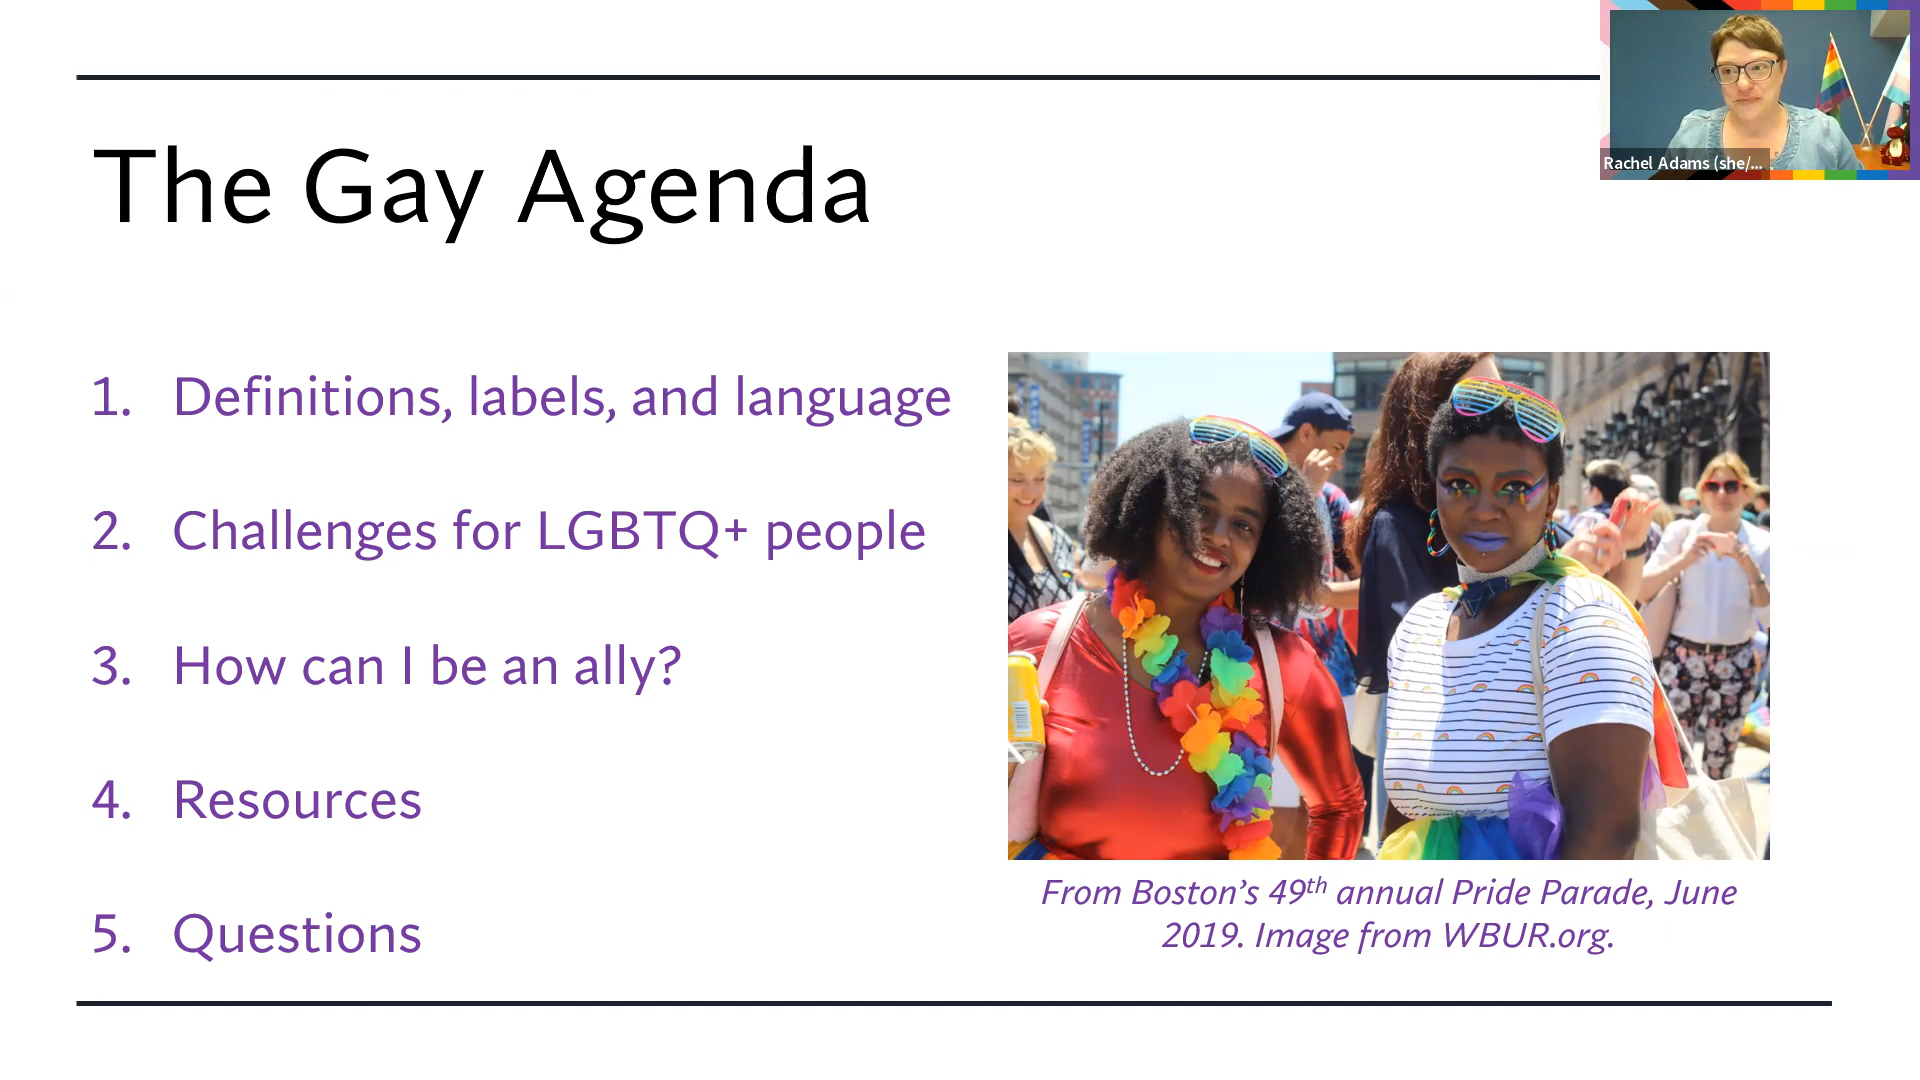 The Gay Agenda
Rachel Adams (she/...
1. Definitions, labels, and language
2. Challenges for LGBTQ+ people
3. How can I be an ally?
4. Resources
5. Questions
From Boston’s 49th annual Pride Parade, June
2019. Image from WBUR.org.